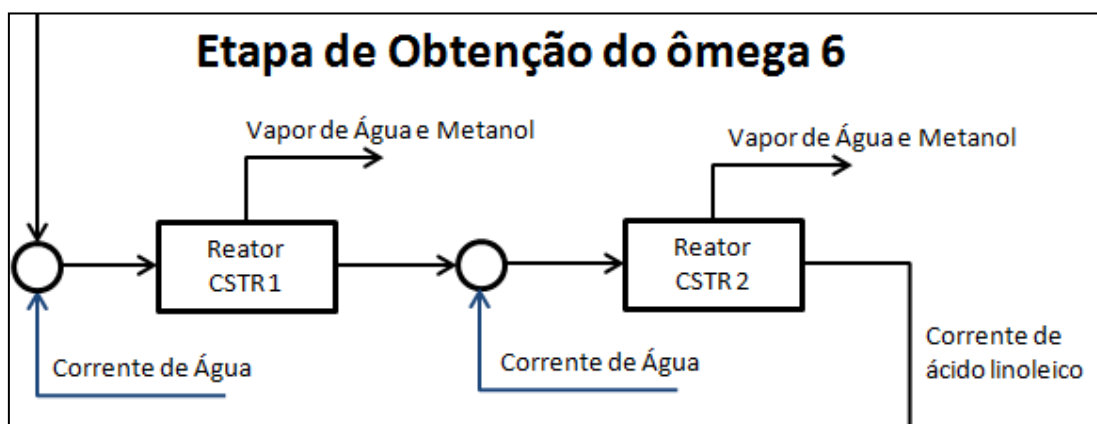 Etapa de Obtenção do ômega 6
Vapor de Água e Metanol
Vapor de Água e Metanol
Reator
CSTR 1
Reator
CSTR 2
Corrente de Água
Corrente de Água
Corrente de
ácido linoleico